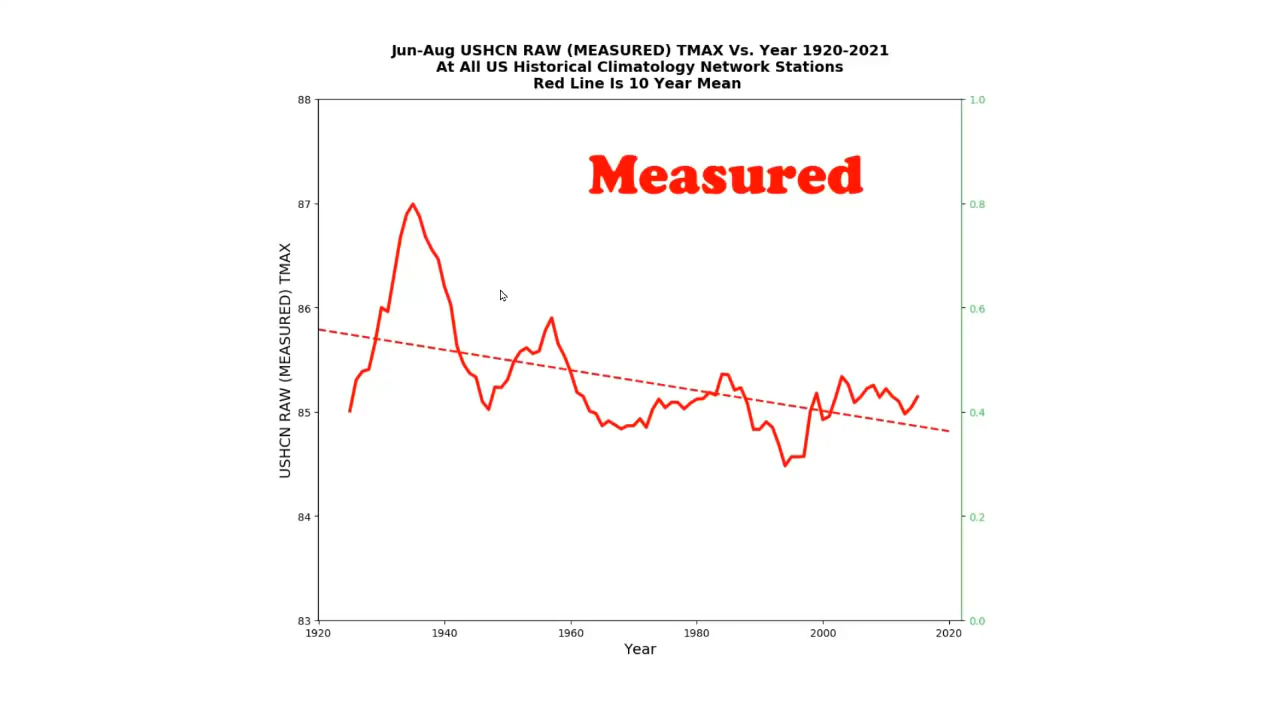 Jun-Aug USHCN RAW (MEASURED) TMAX Vs. Year 1920-2021
At All US Historical Climatology Network Stations
Red Line Is 10 Year Mean
Measured
USHCN RAW (MEASURED) TMAX
88
87
86
85
84
83
1.0
0.8
0.6
0.4
0.2
0.0
1920 1940 1960 1980 2000 2020
Year